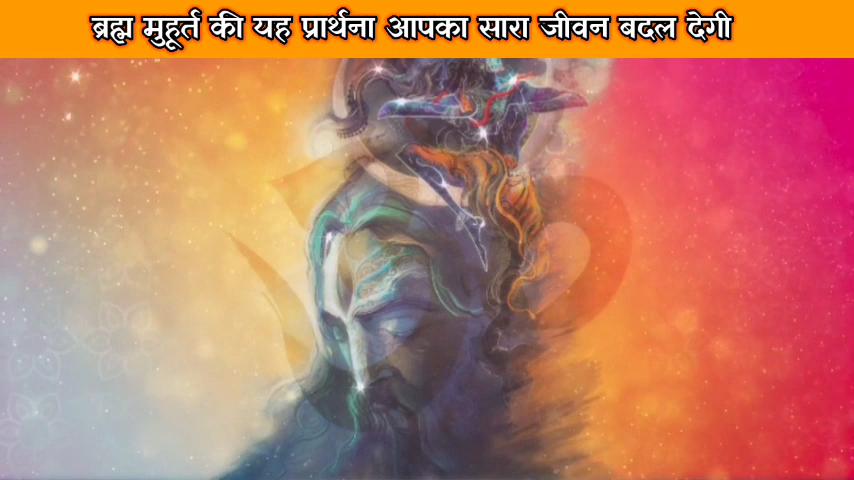 ब्रह्म मुहूर्त की यह प्रार्थना आपका सारा जीवन बदल देगी